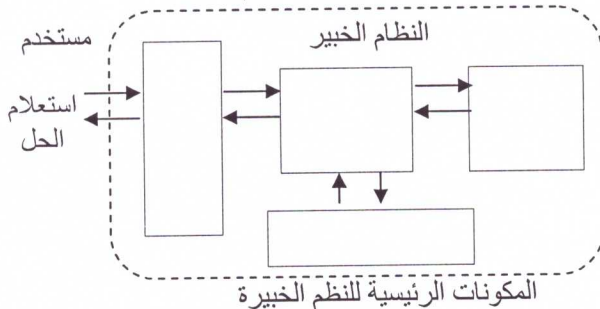 النظام الخبير
مستخدم
استعلام
الحل
المكونات الرئيسية للنظم الخبيرة